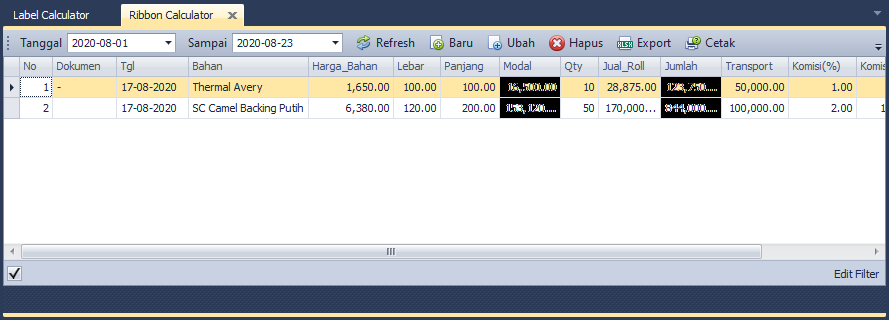 Label Calculator Ribbon Calculator
Tanggal 2020-08-01 Sampai 2020-08-23 Refresh Baru Ubah Hapus Export Cetak
No Dokumen Tgl Bahan Harga_Bahan Lebar Panjang Modal Qty Jual_Roll Jumlah Transport Komisi(%) Komis
1 - 17-08-2020 Thermal Avery 1,650.00 100.00 100.00 10 28,875.00 50,000.00 1.00
2 17-08-2020 SC Camel Backing Putih 6,380.00 120.00 200.00 50 170,000... 100,000.00 2.00 1
Edit Filter